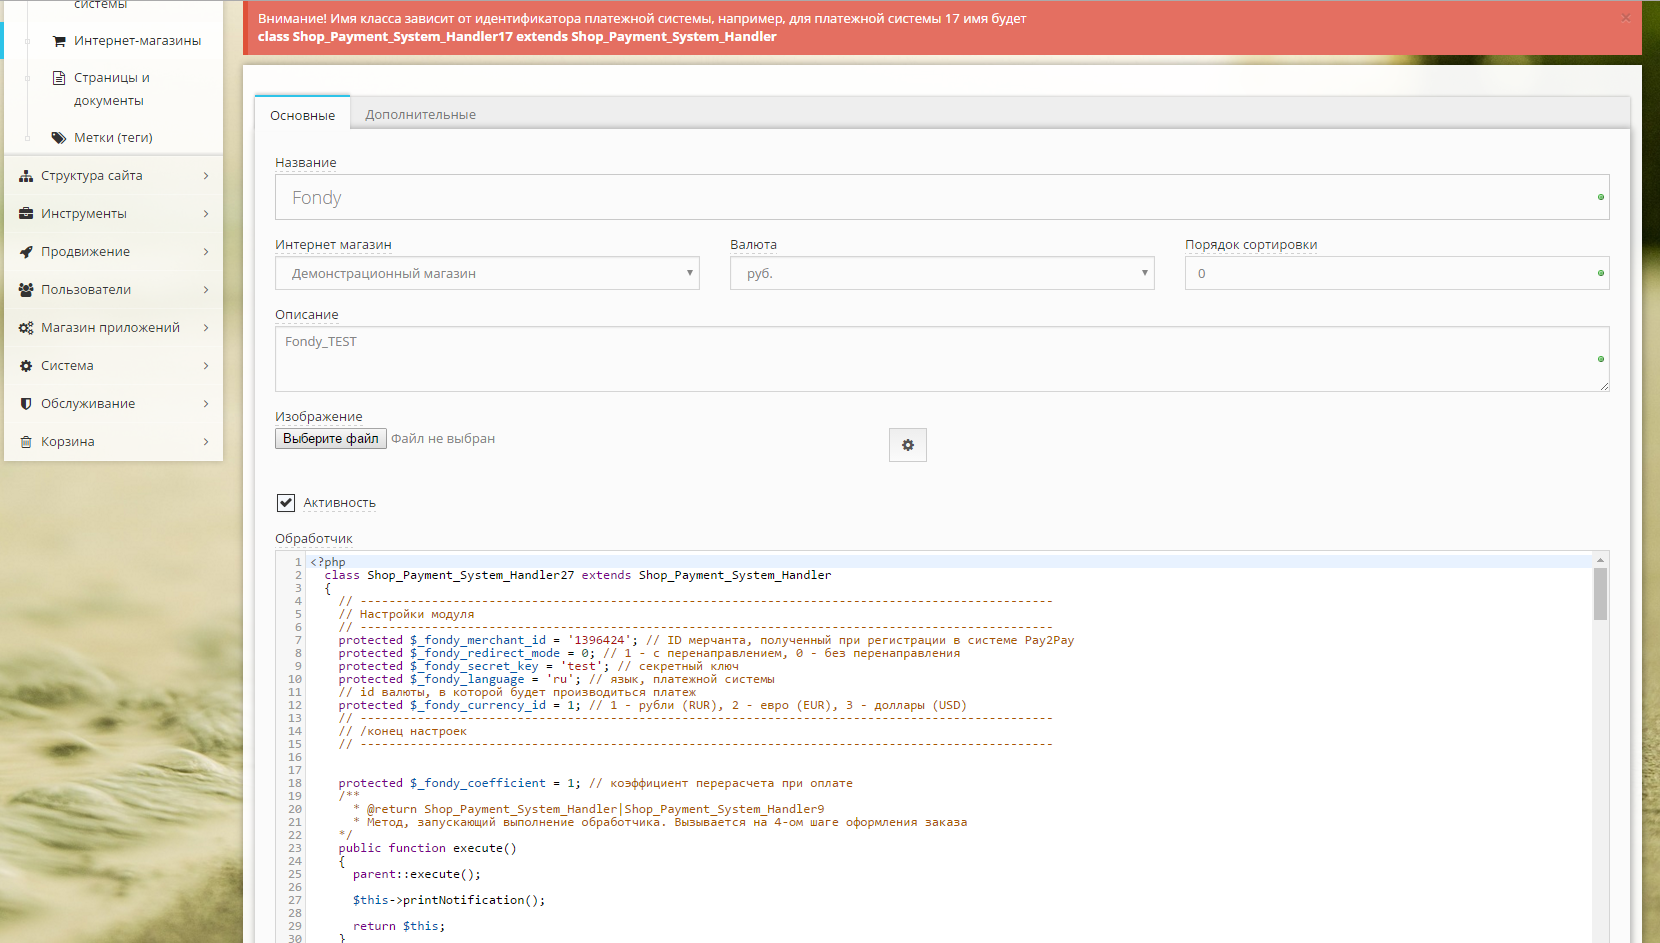 системы
Интернет-магазины
Страницы и
документы
Метки (теги)
Структура сайта
Инструменты
Продвижение
Пользователи
Магазин приложений
Система
Обслуживание
Корзина
Внимание! Имя класса зависит от идентификатора платежной системы, например, для платежной системы 17 имя будет
class Shop_Payment_System_Handler17 extends Shop_Payment_System_Handler
Основные Дополнительные
Название
Fondy
Интернет магазин Валюта Порядок сортировки
Демонстрационный магазин руб. 0
Описание
Fondy_TEST
Изображение
Выберите файл Файл не выбран
Активность
Обработчик
1 <?php
2 class Shop_Payment_System_Handler27 extends Shop_Payment_System_Handler
3 {
4 // -------------------------------------------------------------------------------------------------
5 // Настройки модуля
6 // -------------------------------------------------------------------------------------------------
7 protected $_fondy_merchant_id = '1396424'; // ID мерчанта, полученный при регистрации в системе Pay2Pay
8 protected $_fondy_redirect_mode = 0; // 1 - с перенаправлением, 0 - без перенаправления
9 protected $_fondy_secret_key = 'test'; // секретный ключ
10 protected $_fondy_language = 'ru'; // язык, платежной системы
11 // id валюты, в которой будет производиться платеж
12 protected $_fondy_currency_id = 1; // 1 - рубли (RUR), 2 - евро (EUR), 3 - доллары (USD)
13 // -------------------------------------------------------------------------------------------------
14 // /конец настроек
15 // -------------------------------------------------------------------------------------------------
16
17
18 protected $_fondy_coefficient = 1; // коэффициент перерасчета при оплате
19 /**
20 * @return Shop_Payment_System_Handler|Shop_Payment_System_Handler9
21 * Метод, запускающий выполнение обработчика. Вызывается на 4-ом шаге оформления заказа
22 */
23 public function execute()
24 {
25 parent::execute();
26
27 $this->printNotification();
28
29 return $this;
30 }